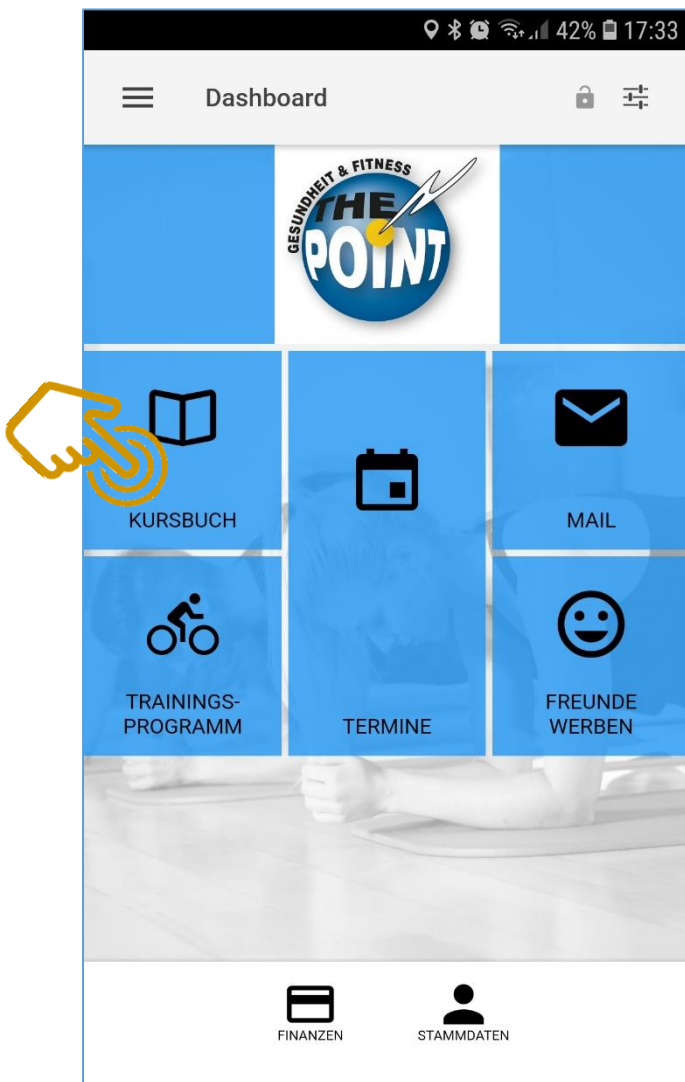 42% 17:33
Dashboard
GESUNDHEIT & FITNESS
THE
POINT
KURSBUCH
MAIL
TRAININGS-
PROGRAMM
TERMINE
FREUNDE
WERBEN
FINANZEN
STAMMDATEN